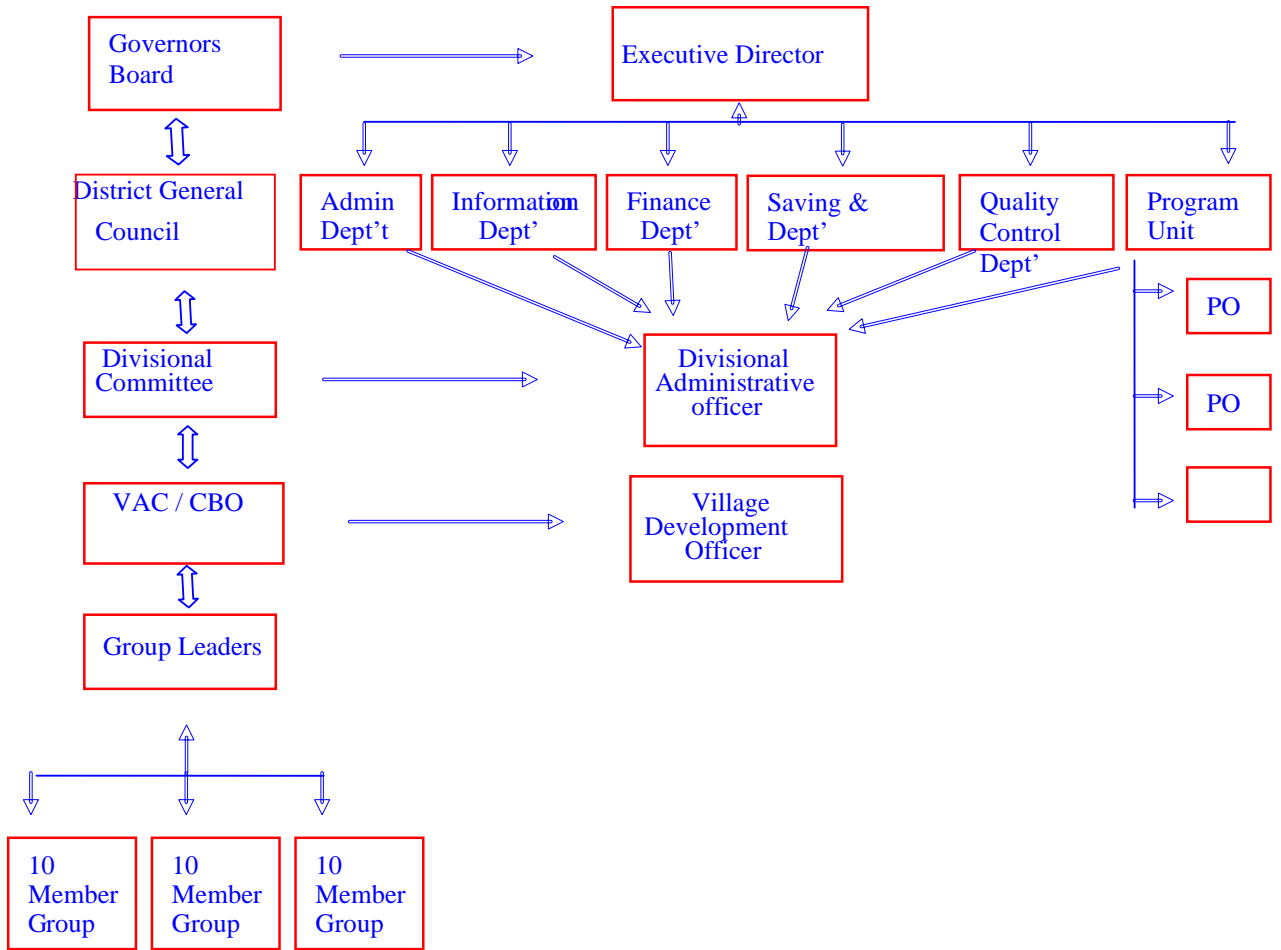 Governors
Board
Executive Director
District General
Council
Admin
Dept't
Information
Dept'
Finance
Dept'
Saving &
Dept'
Quality
Control
Dept'
Program
Unit
PO
PO
Divisional
Committee
Divisional
Administrative
officer
VAC / CBO
Village
Development
Officer
Group Leaders
10
Member
Group
10
Member
Group
10
Member
Group